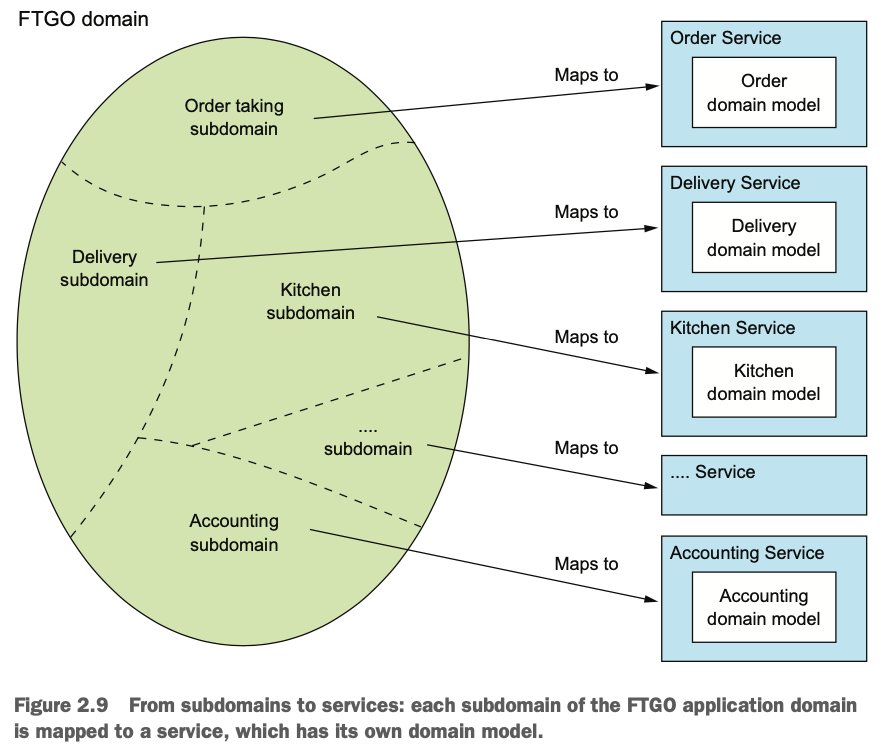 FTGO domain
Order taking
subdomain
Maps to
Order Service
Order
domain model
Delivery
subdomain
Maps to
Delivery Service
Delivery
domain model
Kitchen
subdomain
Maps to
Kitchen Service
Kitchen
domain model
....
subdomain
Maps to
.... Service
Accounting
subdomain
Maps to
Accounting Service
Accounting
domain model
Figure 2.9 From subdomains to services: each subdomain of the FTGO application domain
is mapped to a service, which has its own domain model.